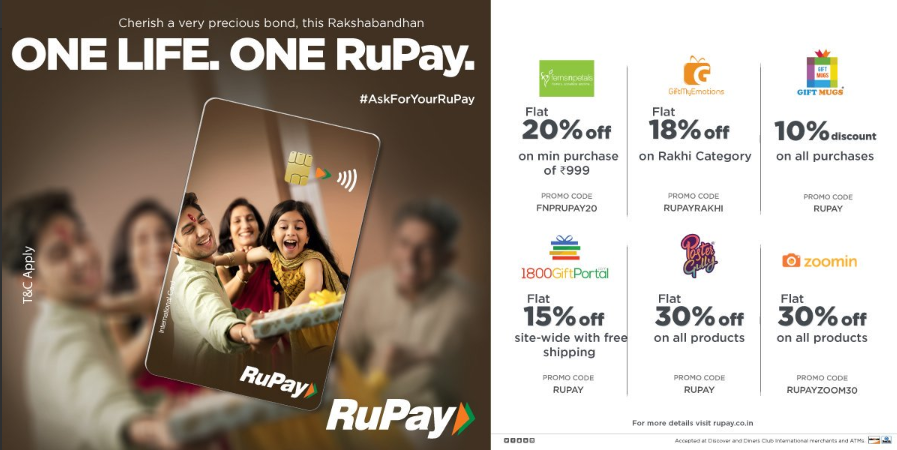 Cherish a very precious bond, this Rakshabandhan
ONE LIFE. ONE RuPay.
#AskForYourRuPay
T&C Apply
RuPay
RuPay
Flat
20% off
on min purchase
of ₹999
PROMO CODE
FNPRUPAY20
GiftMyEmotions
Flat
18% off
on Rakhi Category
PROMO CODE
RUPAYRAKHI
GIFT
MUGS
GIFT MUGS
10% discount
on all purchases
PROMO CODE
RUPAY
1800GiftPortal
Flat
15% off
site-wide with free
shipping
PROMO CODE
RUPAY
Poster
Gully
Flat
30% off
on all products
PROMO CODE
RUPAY
zoomin
Flat
30% off
on all products
PROMO CODE
RUPAYZOOM30
For more details visit rupay.co.in
Accepted at Discover and Diners Club International merchants and ATMs